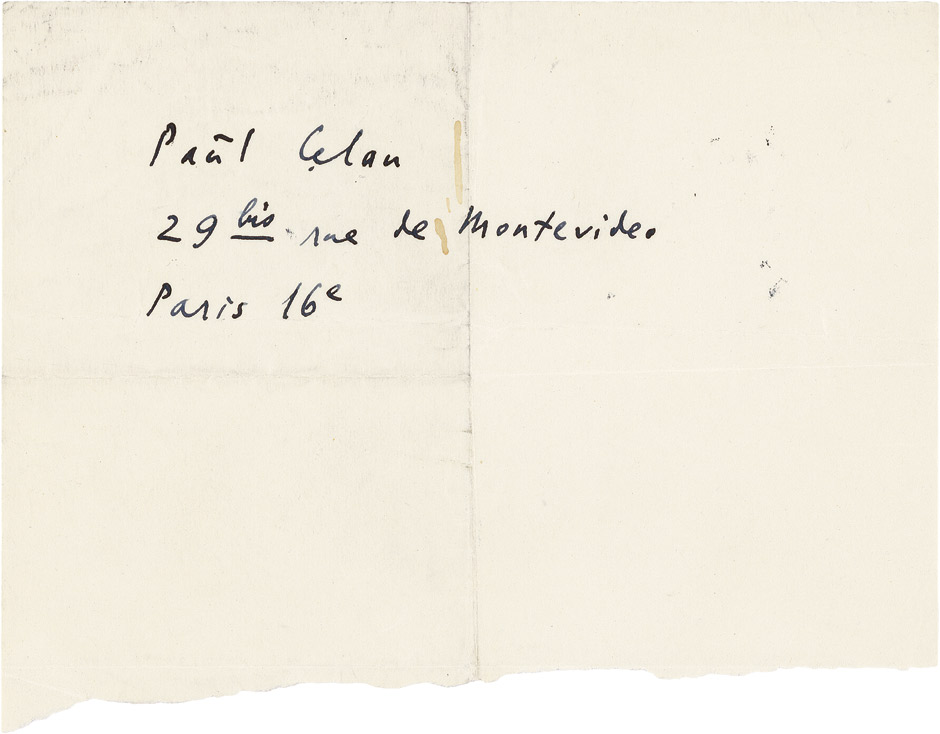 Paul Celan
29 bis rue de Montevideo
Paris 16e